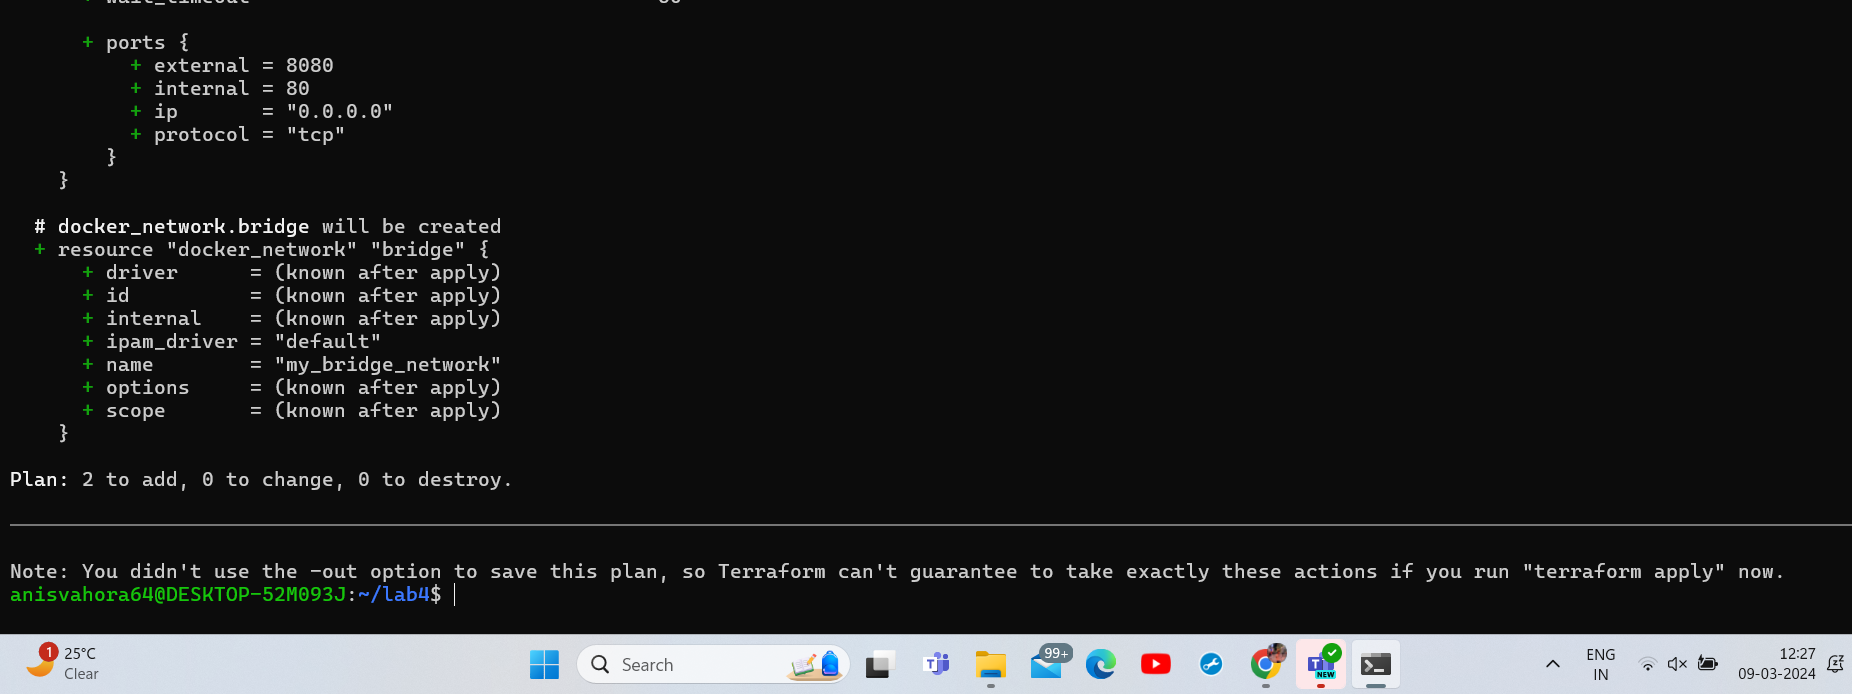 + ports {
+ external = 8080
+ internal = 80
+ ip       = "0.0.0.0"
+ protocol = "tcp"
}
}
# docker_network.bridge will be created
+ resource "docker_network" "bridge" {
+ driver      = (known after apply)
+ id          = (known after apply)
+ internal    = (known after apply)
+ ipam_driver = "default"
+ name        = "my_bridge_network"
+ options     = (known after apply)
+ scope       = (known after apply)
}
Plan: 2 to add, 0 to change, 0 to destroy.
Note: You didn't use the -out option to save this plan, so Terraform can't guarantee to take exactly these actions if you run "terraform apply" now.
anisvahora64@DESKTOP-52M093J:~/lab4$
1
25°C
Clear
Search
99+
NEW
ENG
IN
12:27
09-03-2024